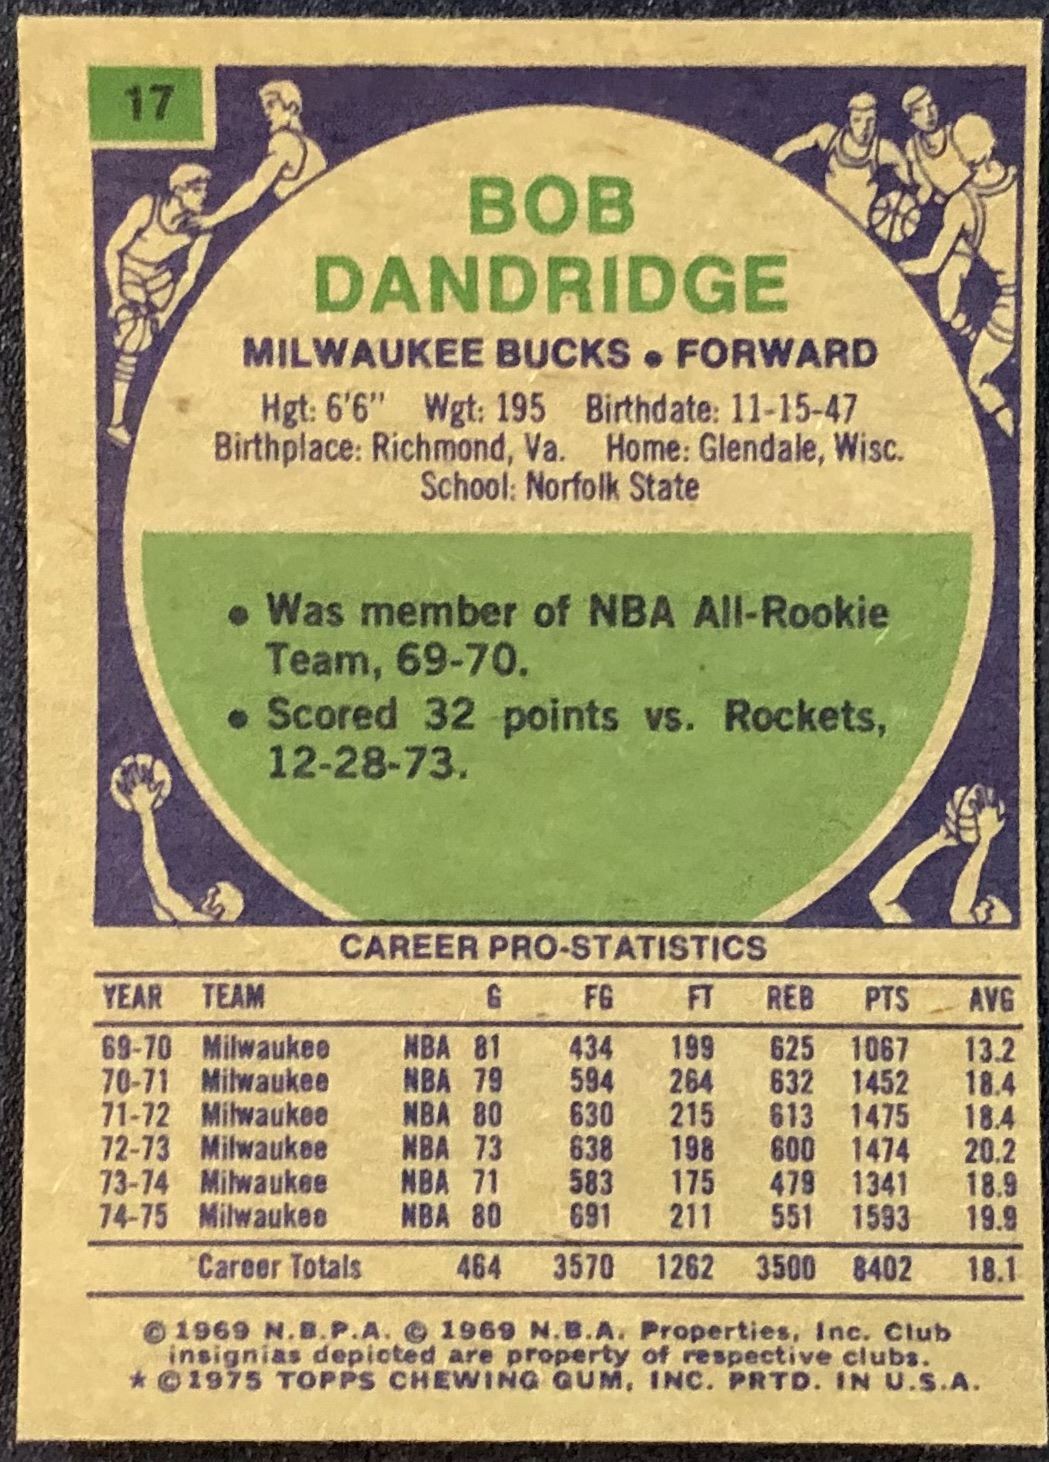 17
BOB
DANDRIDGE
MILWAUKEE BUCKS • FORWARD
Hgt: 6'6" Wgt: 195 Birthdate: 11-15-47
Birthplace: Richmond, Va. Home: Glendale, Wisc.
School: Norfolk State
• Was member of NBA All-Rookie
Team, 69-70.
• Scored 32 points vs. Rockets,
12-28-73.
CAREER PRO-STATISTICS
YEAR TEAM G FG FT REB PTS AVG
69-70 Milwaukee NBA 81 434 199 625 1067 13.2
70-71 Milwaukee NBA 79 594 264 632 1452 18.4
71-72 Milwaukee NBA 80 630 215 613 1475 18.4
72-73 Milwaukee NBA 73 638 198 600 1474 20.2
73-74 Milwaukee NBA 71 583 175 479 1341 18.9
74-75 Milwaukee NBA 80 691 211 551 1593 19.9
Career Totals 464 3570 1262 3500 8402 18.1
© 1969 N.B.P.A. © 1969 N.B.A. Properties, Inc. Club
insignias depicted are property of respective clubs.
★ © 1975 TOPPS CHEWING GUM, INC. PRTD. IN U.S.A.